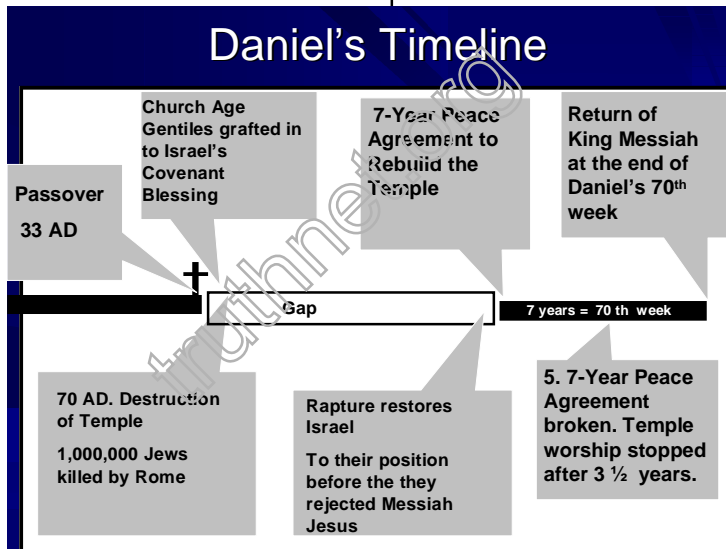 Daniel's Timeline
Church Age
Gentiles grafted in
to Israel's
Covenant
Blessing
7-Year Peace
Agreement to
Rebuild the
Temple
Return of
King Messiah
at the end of
Daniel's 70th
week
Passover
33 AD
Gap
7 years = 70 th week
70 AD. Destruction
of Temple
1,000,000 Jews
killed by Rome
Rapture restores
Israel
To their position
before the they
rejected Messiah
Jesus
5. 7-Year Peace
Agreement
broken. Temple
worship stopped
after 3 ½ years.
truthnet.org